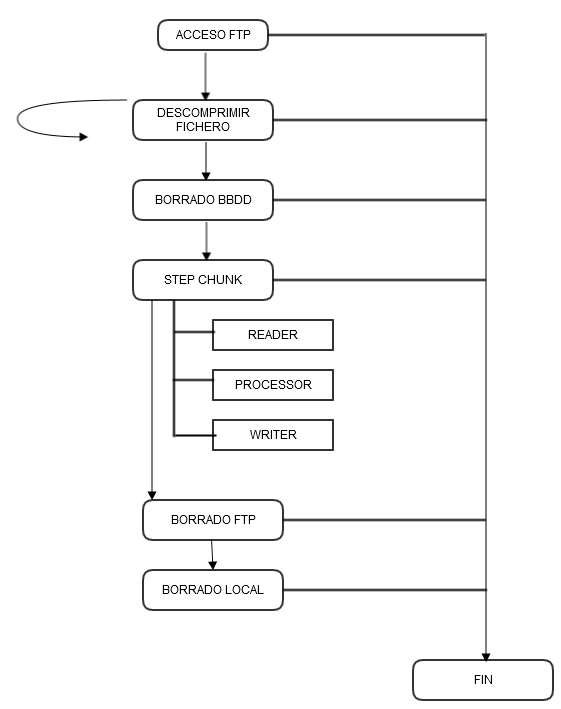 ACCESO FTP
DESCOMPRIMIR
FICHERO
BORRADO BBDD
STEP CHUNK
READER
PROCESSOR
WRITER
BORRADO FTP
BORRADO LOCAL
FIN